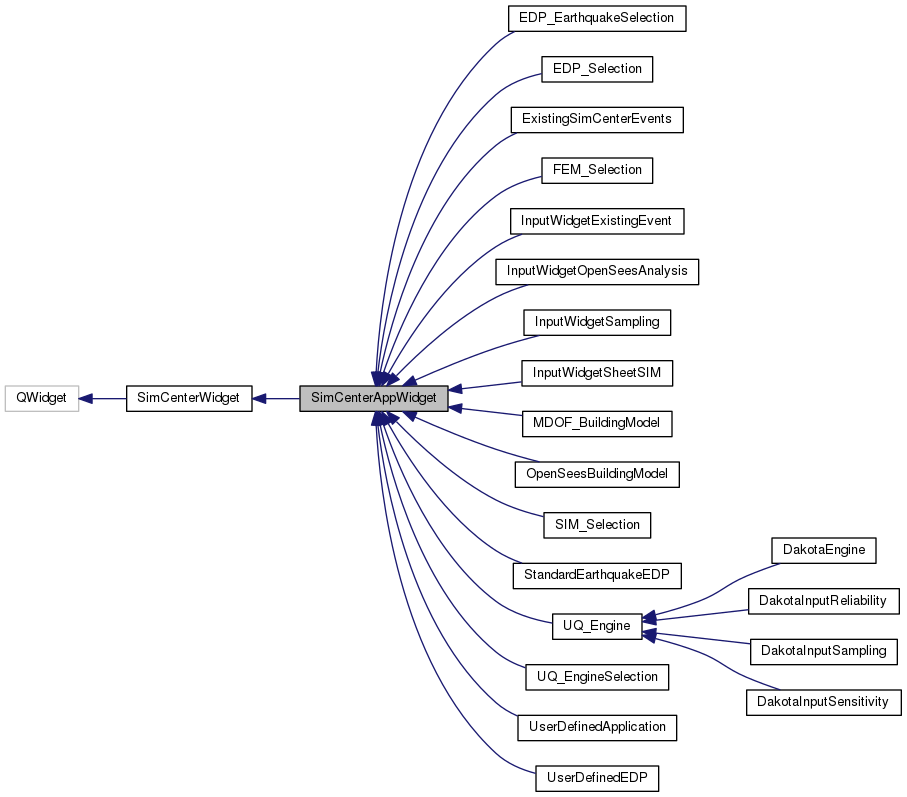 EDP_EarthquakeSelection
EDP_Selection
ExistingSimCenterEvents
FEM_Selection
InputWidgetExistingEvent
InputWidgetOpenSeesAnalysis
InputWidgetSampling
InputWidgetSheetSIM
QWidget
SimCenterWidget
SimCenterAppWidget
MDOF_BuildingModel
OpenSeesBuildingModel
SIM_Selection
DakotaEngine
StandardEarthquakeEDP
DakotaInputReliability
UQ_Engine
DakotaInputSampling
UQ_EngineSelection
DakotaInputSensitivity
UserDefinedApplication
UserDefinedEDP